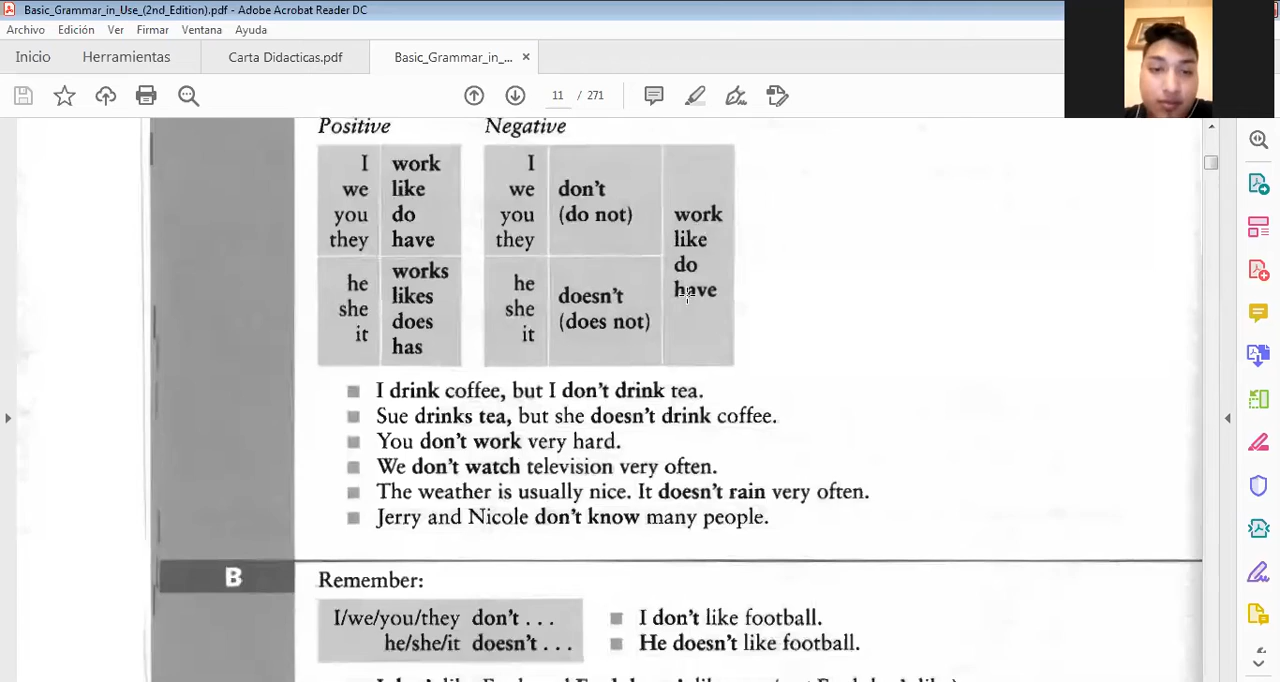 Basic_Grammar_in_Use_(2nd_Edition).pdf - Adobe Acrobat Reader DC
Archivo Edición Ver Firmar Ventana Ayuda
Inicio Herramientas Carta Didacticas.pdf Basic_Grammar_in_... ×
11 / 271
Positive Negative
I work I
we like we don't
you do you (do not) work
they have they like
works do
he likes he doesn't have
she does she (does not)
it has it
I drink coffee, but I don't drink tea.
Sue drinks tea, but she doesn't drink coffee.
You don't work very hard.
We don't watch television very often.
The weather is usually nice. It doesn't rain very often.
Jerry and Nicole don't know many people.
B Remember:
I/we/you/they don't . . . I don't like football.
he/she/it doesn't . . . He doesn't like football.